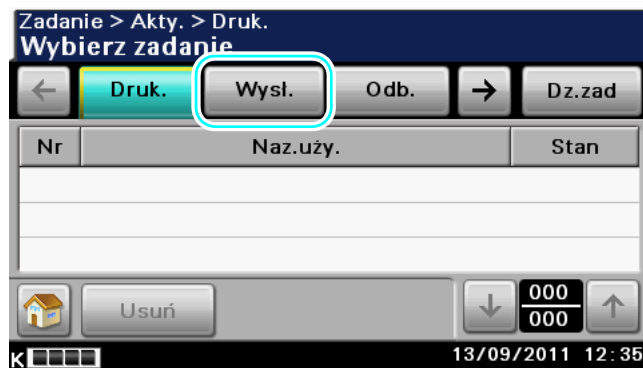 Zadanie > Akty. > Druk.
Wybierz zadanie
← Druk. Wysł. Odb. → Dz.zad
Nr Naz.uży. Stan
Usuń ↓ 000 ↑
000
K 13/09/2011 12:35